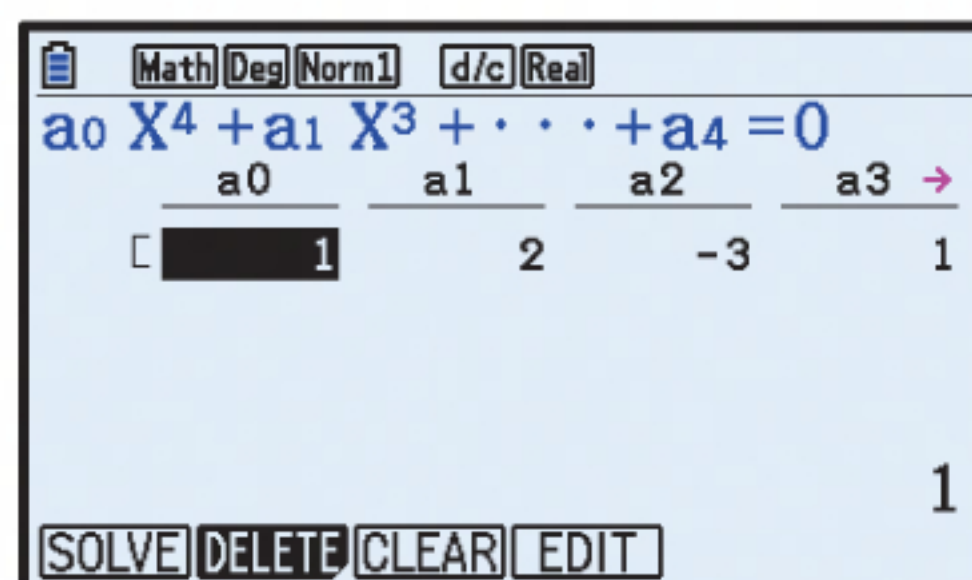 Math Deg Norm1 d/c Real
a₀ X⁴ +a₁ X³ +···+a₄ =0
a0 a1 a2 a3 →
[ 1 2 -3 1
1
SOLVE DELETE CLEAR EDIT